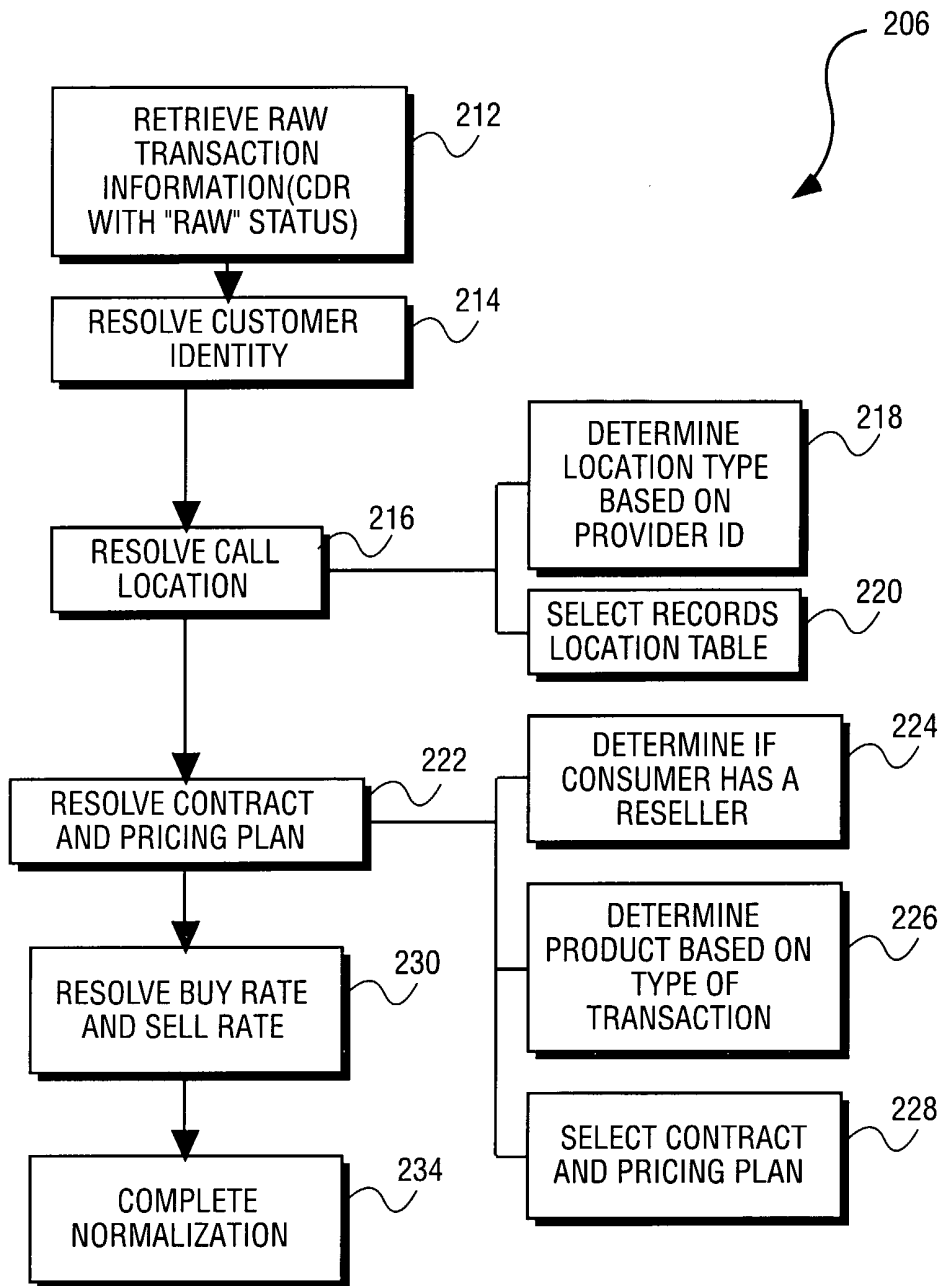 206
RETRIEVE RAW
TRANSACTION
INFORMATION(CDR
WITH "RAW" STATUS)
212
RESOLVE CUSTOMER
IDENTITY
214
RESOLVE CALL
LOCATION
216
DETERMINE
LOCATION TYPE
BASED ON
PROVIDER ID
218
SELECT RECORDS
LOCATION TABLE
220
RESOLVE CONTRACT
AND PRICING PLAN
222
DETERMINE IF
CONSUMER HAS A
RESELLER
224
DETERMINE
PRODUCT BASED ON
TYPE OF
TRANSACTION
226
SELECT CONTRACT
AND PRICING PLAN
228
RESOLVE BUY RATE
AND SELL RATE
230
COMPLETE
NORMALIZATION
234